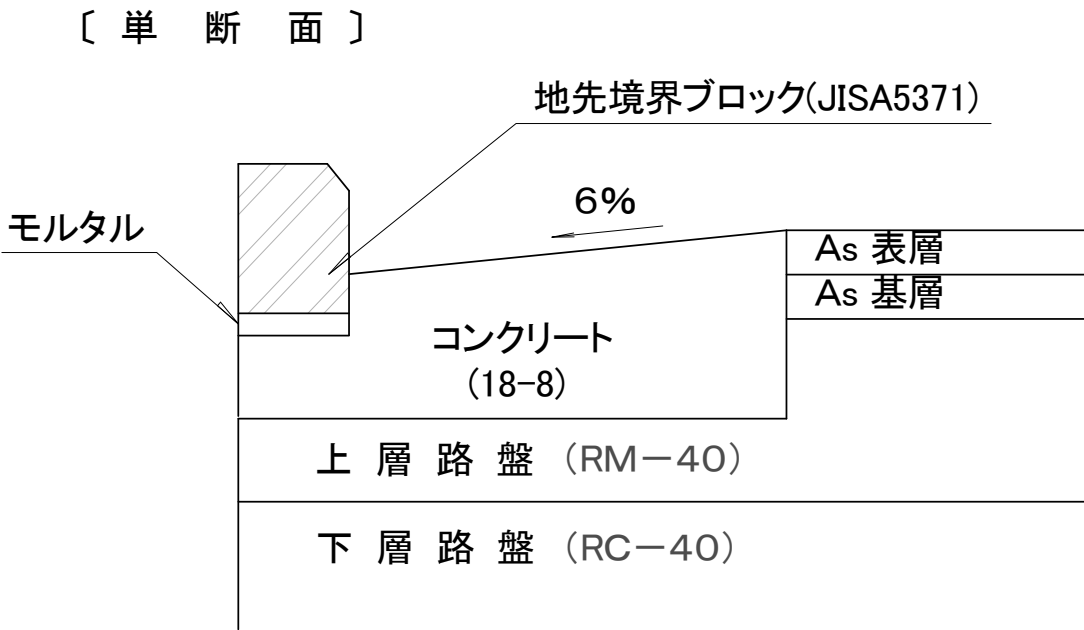 〔 単 断 面 〕
地先境界ブロック(JISA5371)
6%
モルタル
As 表層
As 基層
コンクリート
(18-8)
上 層 路 盤 (RM－40)
下 層 路 盤 (RC－40)